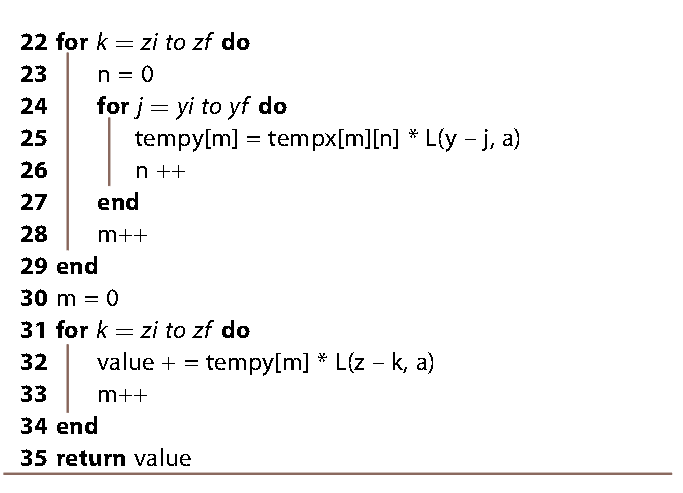 22 for k = zi to zf do
23 n = 0
24 for j = yi to yf do
25 tempy[m] = tempx[m][n] * L(y – j, a)
26 n ++
27 end
28 m++
29 end
30 m = 0
31 for k = zi to zf do
32 value + = tempy[m] * L(z – k, a)
33 m++
34 end
35 return value